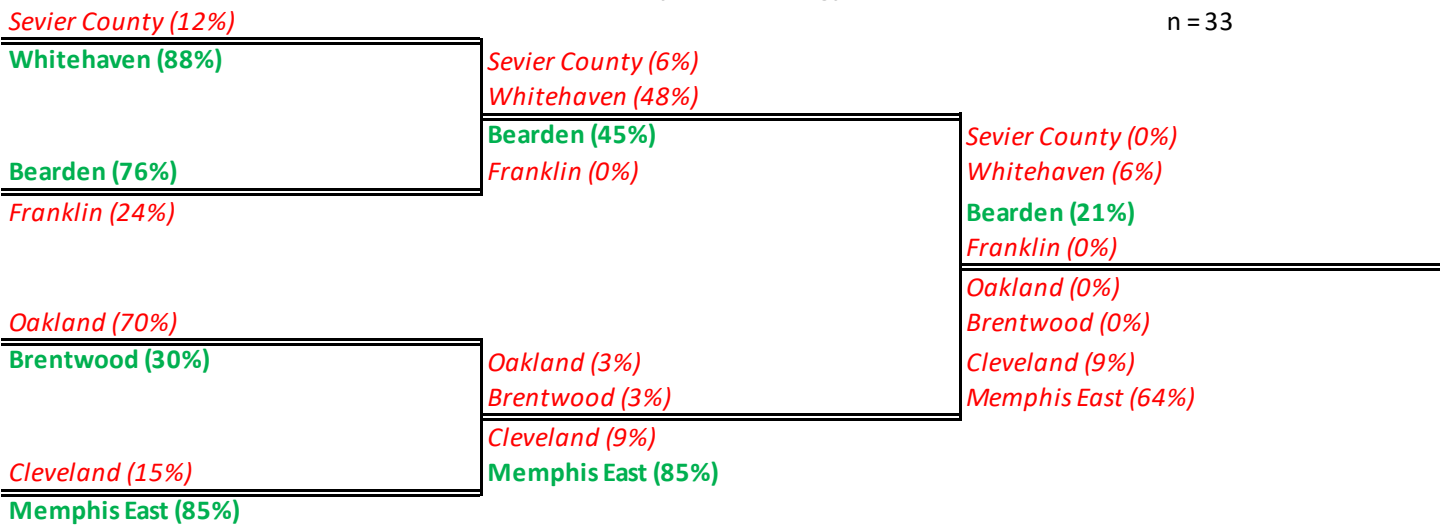 Sevier County (12%)
n = 33
Whitehaven (88%)
Sevier County (6%)
Whitehaven (48%)
Bearden (45%)
Sevier County (0%)
Bearden (76%)
Franklin (0%)
Whitehaven (6%)
Franklin (24%)
Bearden (21%)
Franklin (0%)
Oakland (0%)
Oakland (70%)
Brentwood (0%)
Brentwood (30%)
Oakland (3%)
Cleveland (9%)
Brentwood (3%)
Memphis East (64%)
Cleveland (9%)
Cleveland (15%)
Memphis East (85%)
Memphis East (85%)